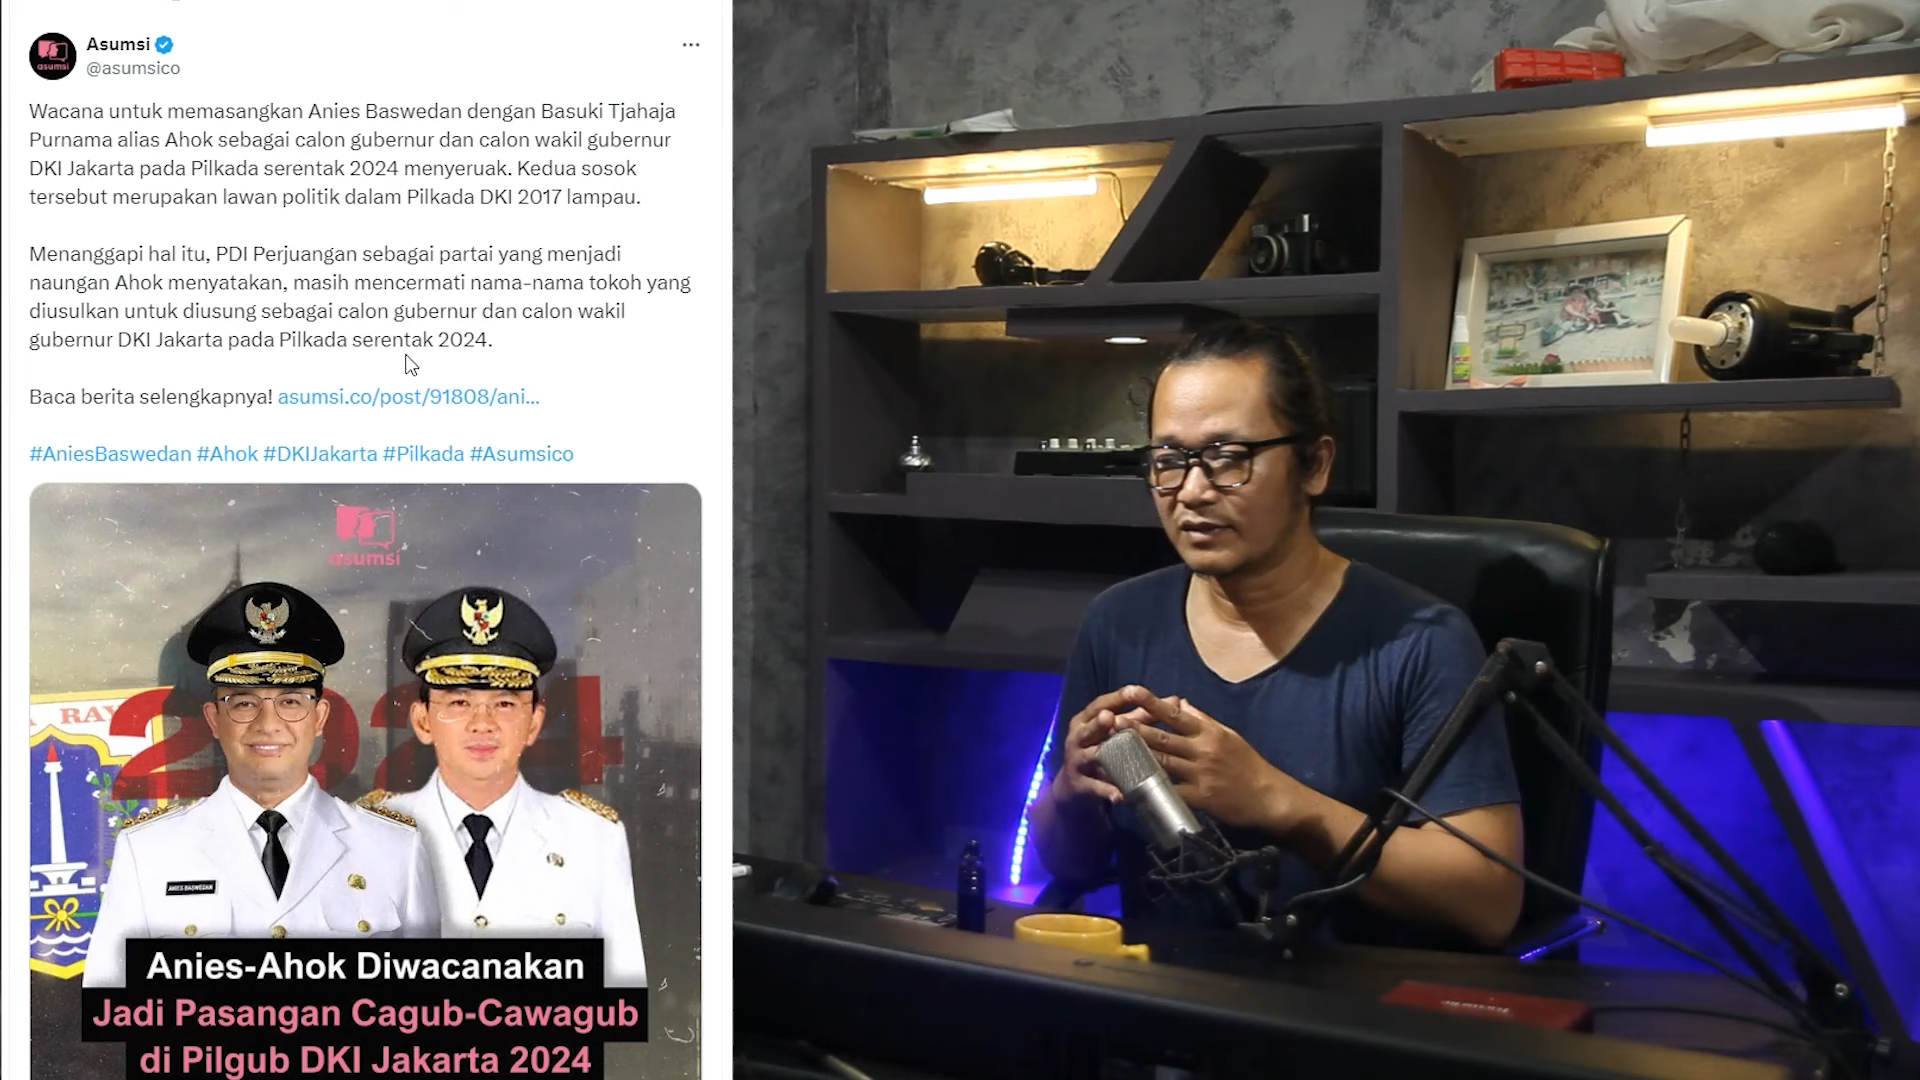 Asumsi
@asumsico
Wacana untuk memasangkan Anies Baswedan dengan Basuki Tjahaja
Purnama alias Ahok sebagai calon gubernur dan calon wakil gubernur
DKI Jakarta pada Pilkada serentak 2024 menyeruak. Kedua sosok
tersebut merupakan lawan politik dalam Pilkada DKI 2017 lampau.
Menanggapi hal itu, PDI Perjuangan sebagai partai yang menjadi
naungan Ahok menyatakan, masih mencermati nama-nama tokoh yang
diusulkan untuk diusung sebagai calon gubernur dan calon wakil
gubernur DKI Jakarta pada Pilkada serentak 2024.
Baca berita selengkapnya! asumsi.co/post/91808/ani...
#AniesBaswedan #Ahok #DKIJakarta #Pilkada #Asumsico
asumsi
asumsi
2024
RAY
ANIES BASWEDAN
Anies-Ahok Diwacanakan
Jadi Pasangan Cagub-Cawagub
di Pilgub DKI Jakarta 2024